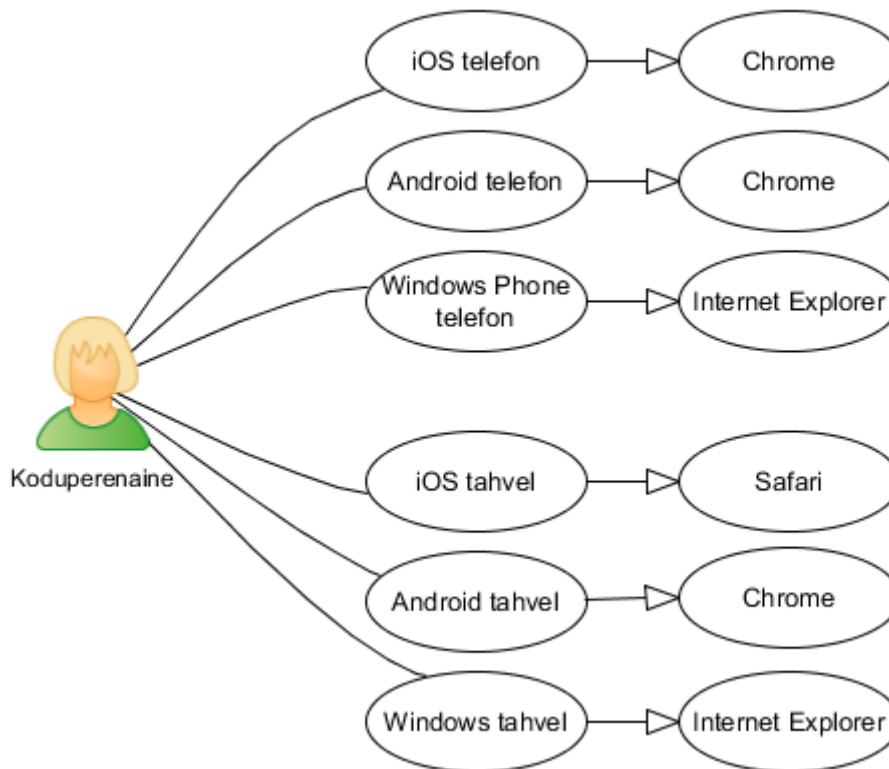 iOS telefon
Chrome
Android telefon
Chrome
Windows Phone
telefon
Internet Explorer
Koduperenaine
iOS tahvel
Safari
Android tahvel
Chrome
Windows tahvel
Internet Explorer